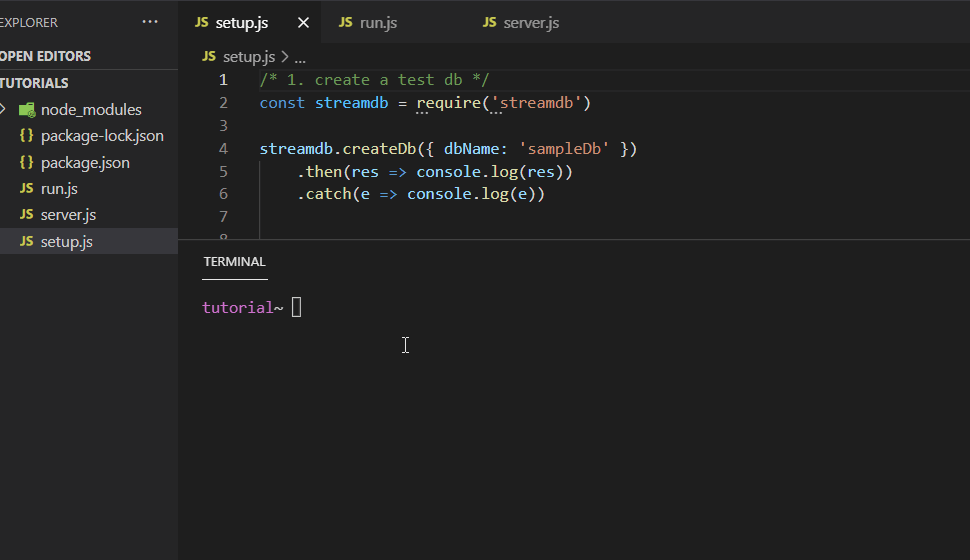 EXPLORER ...
OPEN EDITORS
TUTORIALS
node_modules
{} package-lock.json
{} package.json
JS run.js
JS server.js
JS setup.js
JS setup.js × JS run.js JS server.js
JS setup.js > ...
1 /* 1. create a test db */
2 const streamdb = require('streamdb')
3
4 streamdb.createDb({ dbName: 'sampleDb' })
5 .then(res => console.log(res))
6 .catch(e => console.log(e))
7
8
TERMINAL
tutorial~